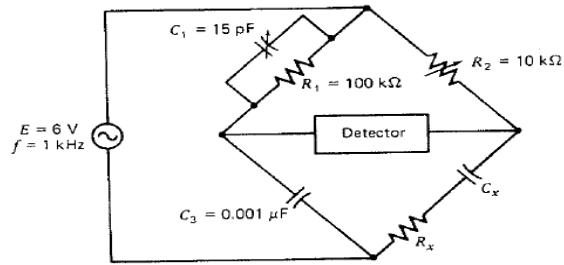 C₁ = 15 pF
R₁ = 100 kΩ
R₂ = 10 kΩ
E = 6 V
f = 1 kHz
Detector
C₃ = 0.001 μF
Cₓ
Rₓ